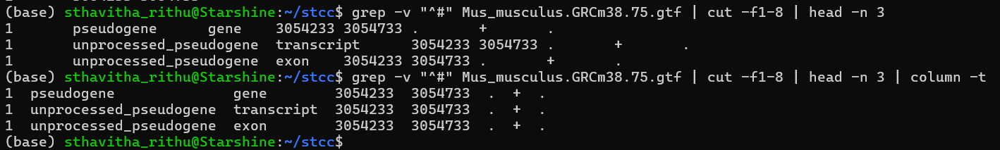 (base) sthavitha_rithu@Starshine:~/stcc$ grep -v "^#" Mus_musculus.GRCm38.75.gtf | cut -f1-8 | head -n 3
1       pseudogene      gene    3054233 3054733 .       +       .
1       unprocessed_pseudogene  transcript      3054233 3054733 .       +       .
1       unprocessed_pseudogene  exon    3054233 3054733 .       +       .
(base) sthavitha_rithu@Starshine:~/stcc$ grep -v "^#" Mus_musculus.GRCm38.75.gtf | cut -f1-8 | head -n 3 | column -t
1  pseudogene              gene        3054233  3054733  .  +  .
1  unprocessed_pseudogene  transcript  3054233  3054733  .  +  .
1  unprocessed_pseudogene  exon        3054233  3054733  .  +  .
(base) sthavitha_rithu@Starshine:~/stcc$